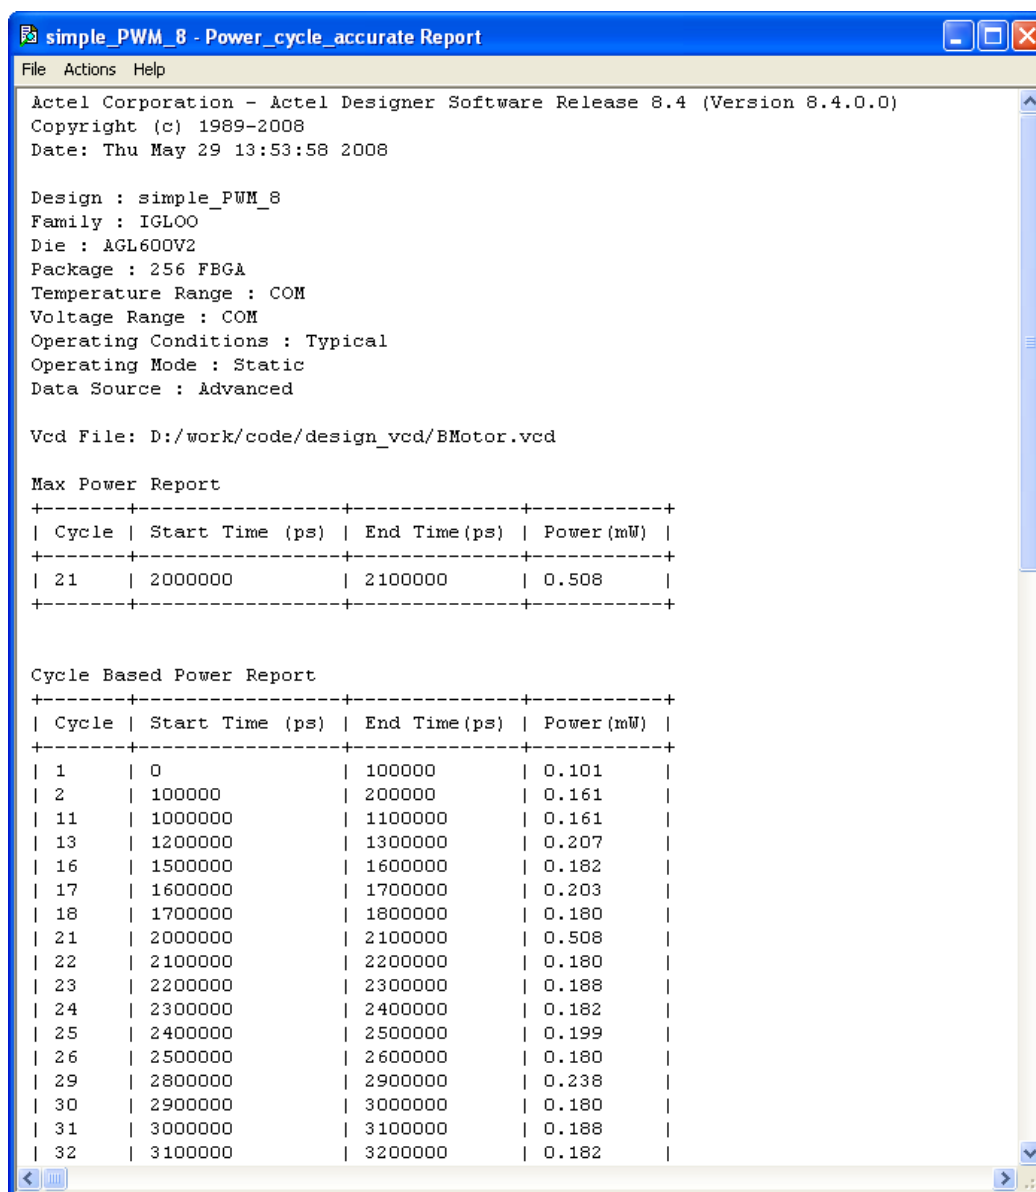 simple_PWM_8 - Power_cycle_accurate Report
File Actions Help
Actel Corporation - Actel Designer Software Release 8.4 (Version 8.4.0.0)
Copyright (c) 1989-2008
Date: Thu May 29 13:53:58 2008
Design : simple_PWM_8
Family : IGLOO
Die : AGL600V2
Package : 256 FBGA
Temperature Range : COM
Voltage Range : COM
Operating Conditions : Typical
Operating Mode : Static
Data Source : Advanced
Vcd File: D:/work/code/design_vcd/BMotor.vcd
Max Power Report
+-------+-----------------+--------------+-----------+
| Cycle | Start Time (ps) | End Time(ps) | Power(mW) |
+-------+-----------------+--------------+-----------+
| 21 | 2000000 | 2100000 | 0.508 |
+-------+-----------------+--------------+-----------+
Cycle Based Power Report
+-------+-----------------+--------------+-----------+
| Cycle | Start Time (ps) | End Time(ps) | Power(mW) |
+-------+-----------------+--------------+-----------+
| 1 | 0 | 100000 | 0.101 |
| 2 | 100000 | 200000 | 0.161 |
| 11 | 1000000 | 1100000 | 0.161 |
| 13 | 1200000 | 1300000 | 0.207 |
| 16 | 1500000 | 1600000 | 0.182 |
| 17 | 1600000 | 1700000 | 0.203 |
| 18 | 1700000 | 1800000 | 0.180 |
| 21 | 2000000 | 2100000 | 0.508 |
| 22 | 2100000 | 2200000 | 0.180 |
| 23 | 2200000 | 2300000 | 0.188 |
| 24 | 2300000 | 2400000 | 0.182 |
| 25 | 2400000 | 2500000 | 0.199 |
| 26 | 2500000 | 2600000 | 0.180 |
| 29 | 2800000 | 2900000 | 0.238 |
| 30 | 2900000 | 3000000 | 0.180 |
| 31 | 3000000 | 3100000 | 0.188 |
| 32 | 3100000 | 3200000 | 0.182 |